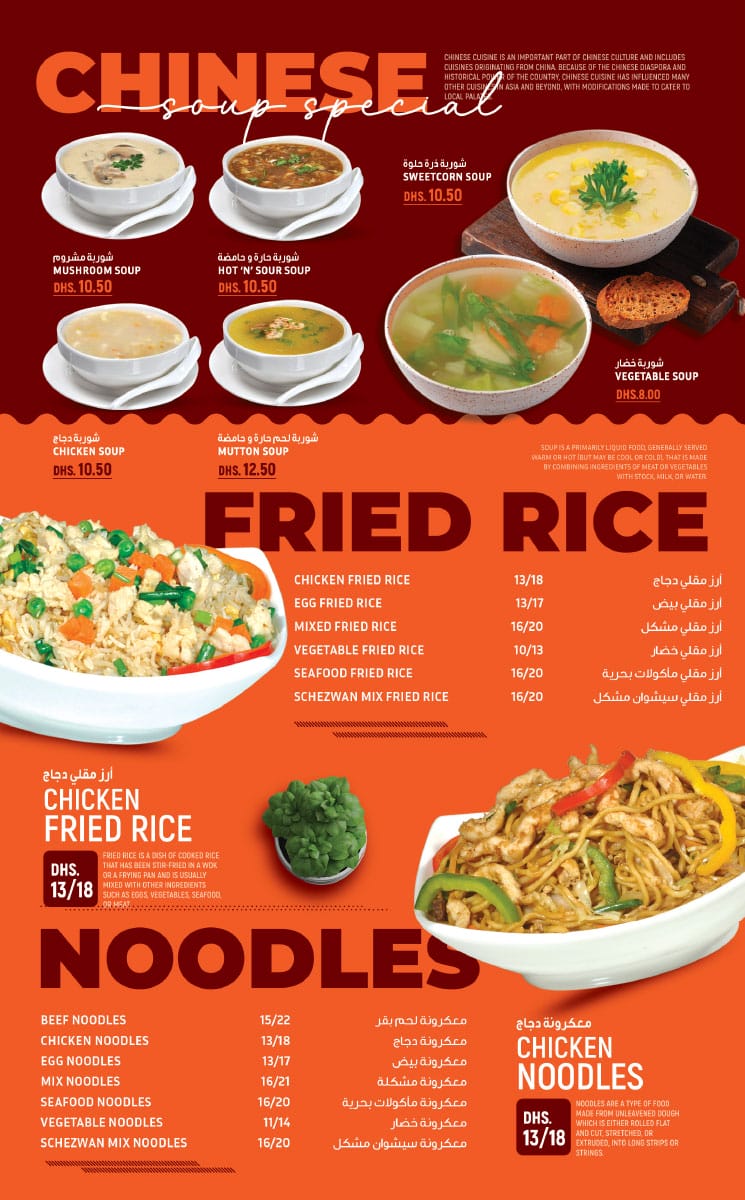 CHINESE
soup special
CHINESE CUISINE IS AN IMPORTANT PART OF CHINESE CULTURE AND INCLUDES
CUISINES ORIGINATING FROM CHINA. BECAUSE OF THE CHINESE DIASPORA AND
HISTORICAL POWER OF THE COUNTRY, CHINESE CUISINE HAS INFLUENCED MANY
OTHER CUISINES IN ASIA AND BEYOND, WITH MODIFICATIONS MADE TO CATER TO
LOCAL PALATES.
شوربة ذرة حلوة
SWEETCORN SOUP
DHS. 10.50
شوربة مشروم
MUSHROOM SOUP
DHS. 10.50
شوربة حارة و حامضة
HOT 'N' SOUR SOUP
DHS. 10.50
شوربة خضار
VEGETABLE SOUP
DHS.8.00
شوربة دجاج
CHICKEN SOUP
DHS. 10.50
شوربة لحم حارة و حامضة
MUTTON SOUP
DHS. 12.50
SOUP IS A PRIMARILY LIQUID FOOD, GENERALLY SERVED
WARM OR HOT (BUT MAY BE COOL OR COLD), THAT IS MADE
BY COMBINING INGREDIENTS OF MEAT OR VEGETABLES
WITH STOCK, MILK, OR WATER.
FRIED RICE
CHICKEN FRIED RICE 13/18 أرز مقلي دجاج
EGG FRIED RICE 13/17 أرز مقلي بيض
MIXED FRIED RICE 16/20 أرز مقلي مشكل
VEGETABLE FRIED RICE 10/13 أرز مقلي خضار
SEAFOOD FRIED RICE 16/20 أرز مقلي مأكولات بحرية
SCHEZWAN MIX FRIED RICE 16/20 أرز مقلي سيشوان مشكل
أرز مقلي دجاج
CHICKEN
FRIED RICE
DHS.
13/18
FRIED RICE IS A DISH OF COOKED RICE
THAT HAS BEEN STIR-FRIED IN A WOK
OR A FRYING PAN AND IS USUALLY
MIXED WITH OTHER INGREDIENTS
SUCH AS EGGS, VEGETABLES, SEAFOOD,
OR MEAT.
NOODLES
BEEF NOODLES 15/22 معكرونة لحم بقر
CHICKEN NOODLES 13/18 معكرونة دجاج
EGG NOODLES 13/17 معكرونة بيض
MIX NOODLES 16/21 معكرونة مشكلة
SEAFOOD NOODLES 16/20 معكرونة مأكولات بحرية
VEGETABLE NOODLES 11/14 معكرونة خضار
SCHEZWAN MIX NOODLES 16/20 معكرونة سيشوان مشكل
معكرونة دجاج
CHICKEN
NOODLES
DHS.
13/18
NOODLES ARE A TYPE OF FOOD
MADE FROM UNLEAVENED DOUGH
WHICH IS EITHER ROLLED FLAT
AND CUT, STRETCHED, OR
EXTRUDED, INTO LONG STRIPS OR
STRINGS.